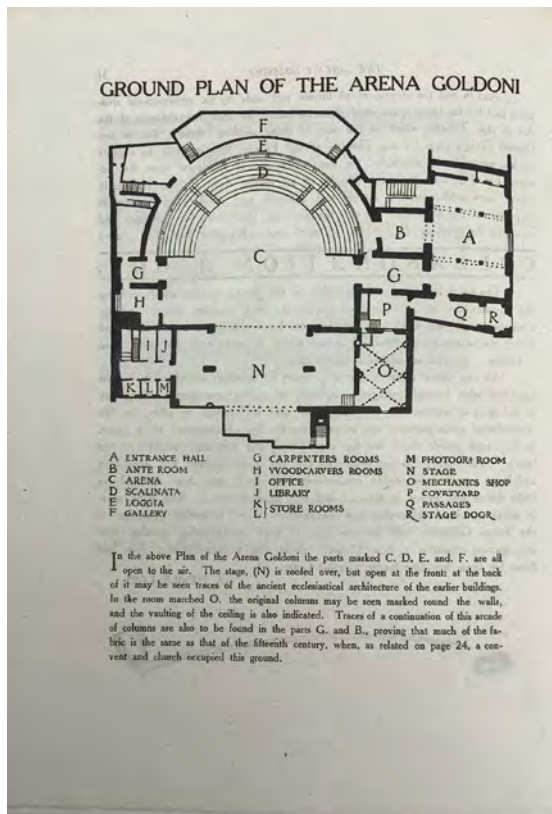 GROUND PLAN OF THE ARENA GOLDONI
F
E
D
C
B
A
G
G
H
P
Q
R
I
J
N
O
K
L
M
A ENTRANCE HALL
B ANTE ROOM
C ARENA
D SCALINATA
E LOGGIA
F GALLERY
G CARPENTERS ROOMS
H WOODCARVERS ROOMS
I OFFICE
J LIBRARY
K
L } STORE ROOMS
M PHOTOGR? ROOM
N STAGE
O MECHANICS SHOP
P COVRTYARD
Q PASSAGES
R STAGE DOOR
In the above Plan of the Arena Goldoni the parts marked C. D, E. and. F. are all
open to the air. The stage, (N) is roofed over, but open at the front: at the back
of it may be seen traces of the ancient ecclesiastical architecture of the earlier buildings.
In the room marched O. the original columns may be seen marked round the walls,
and the vaulting of the ceiling is also indicated. Traces of a continuation of this arcade
of columns are also to be found in the parts G. and B., proving that much of the fa-
bric is the same as that of the fifteenth century, when, as related on page 24, a con-
vent and church occupied this ground.